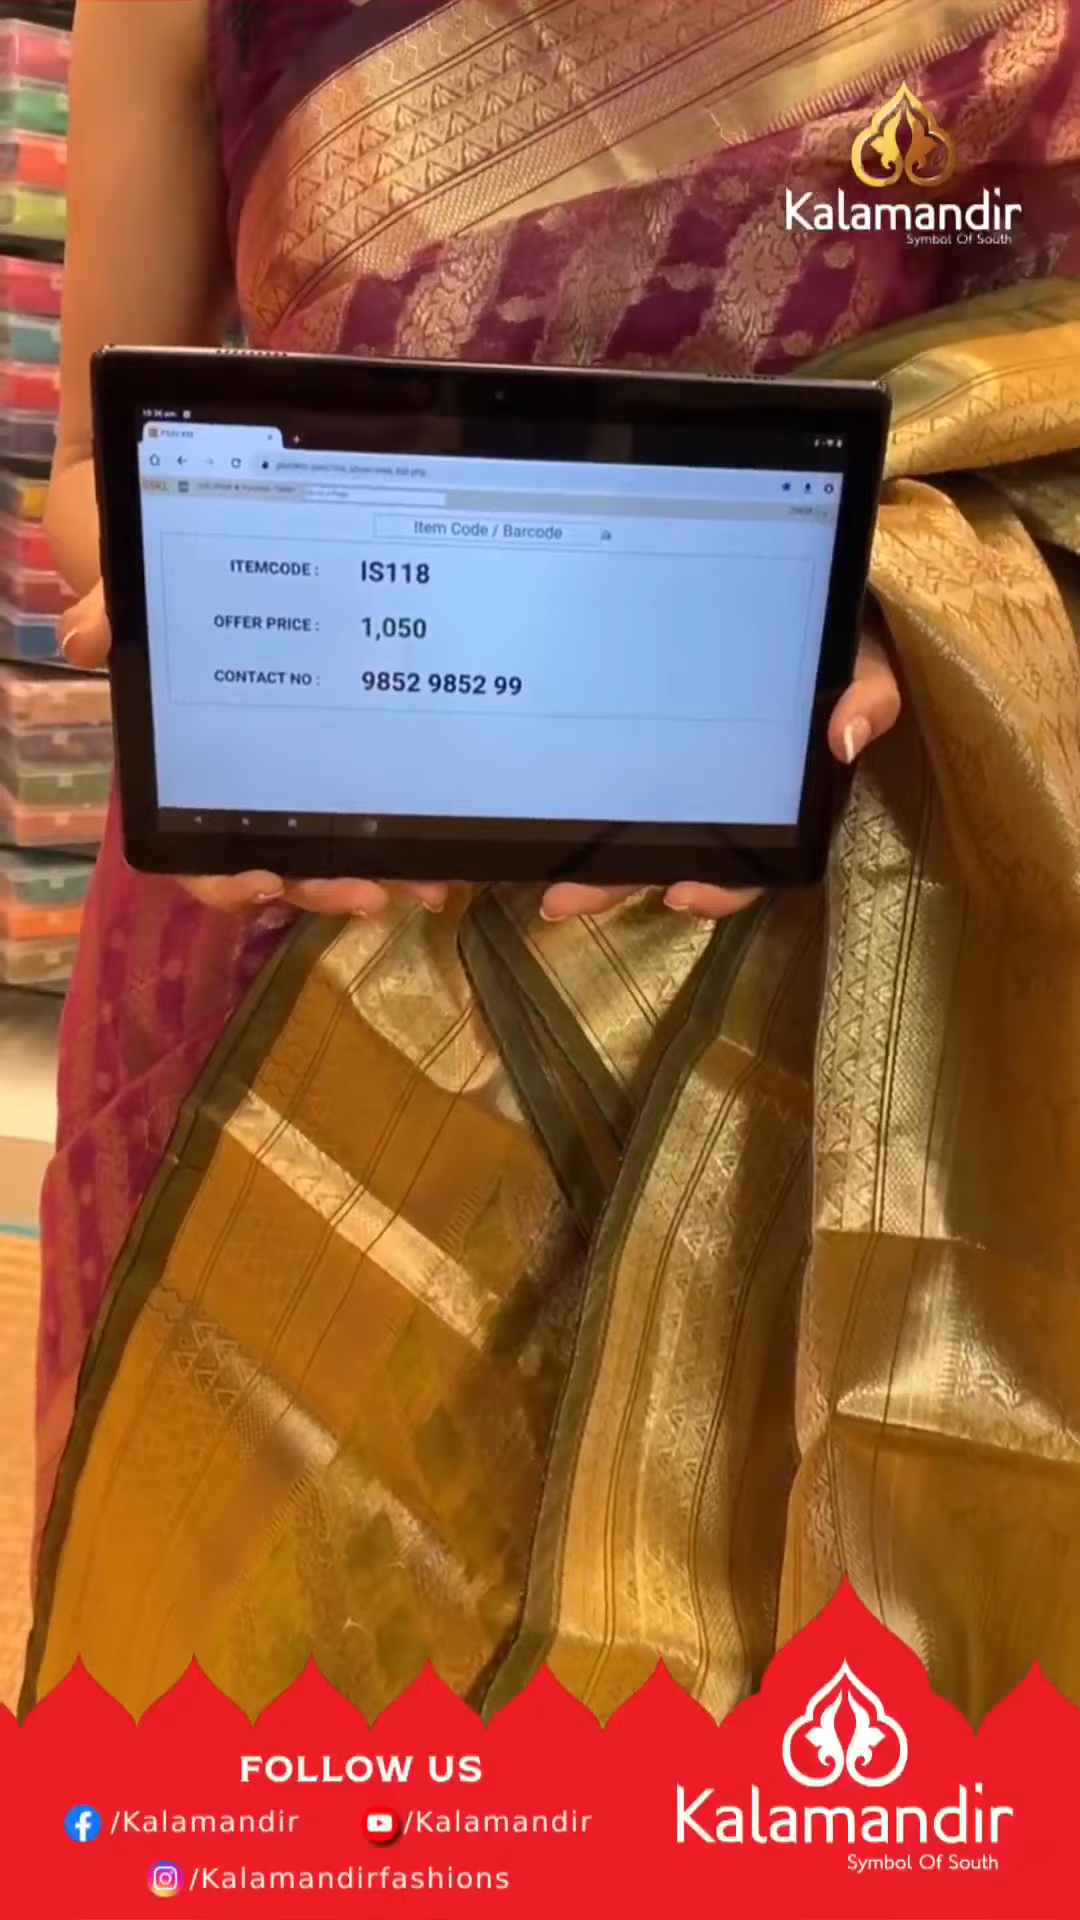 Kalamandir
Symbol Of South
Item Code / Barcode
ITEMCODE : IS118
OFFER PRICE : 1,050
CONTACT NO : 9852 9852 99
FOLLOW US
/Kalamandir /Kalamandir
/Kalamandirfashions
Kalamandir
Symbol Of South